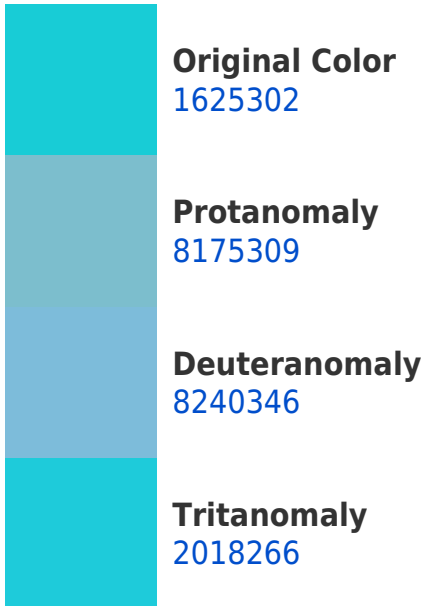 Original Color
1625302
Protanomaly
8175309
Deuteranomaly
8240346
Tritanomaly
2018266